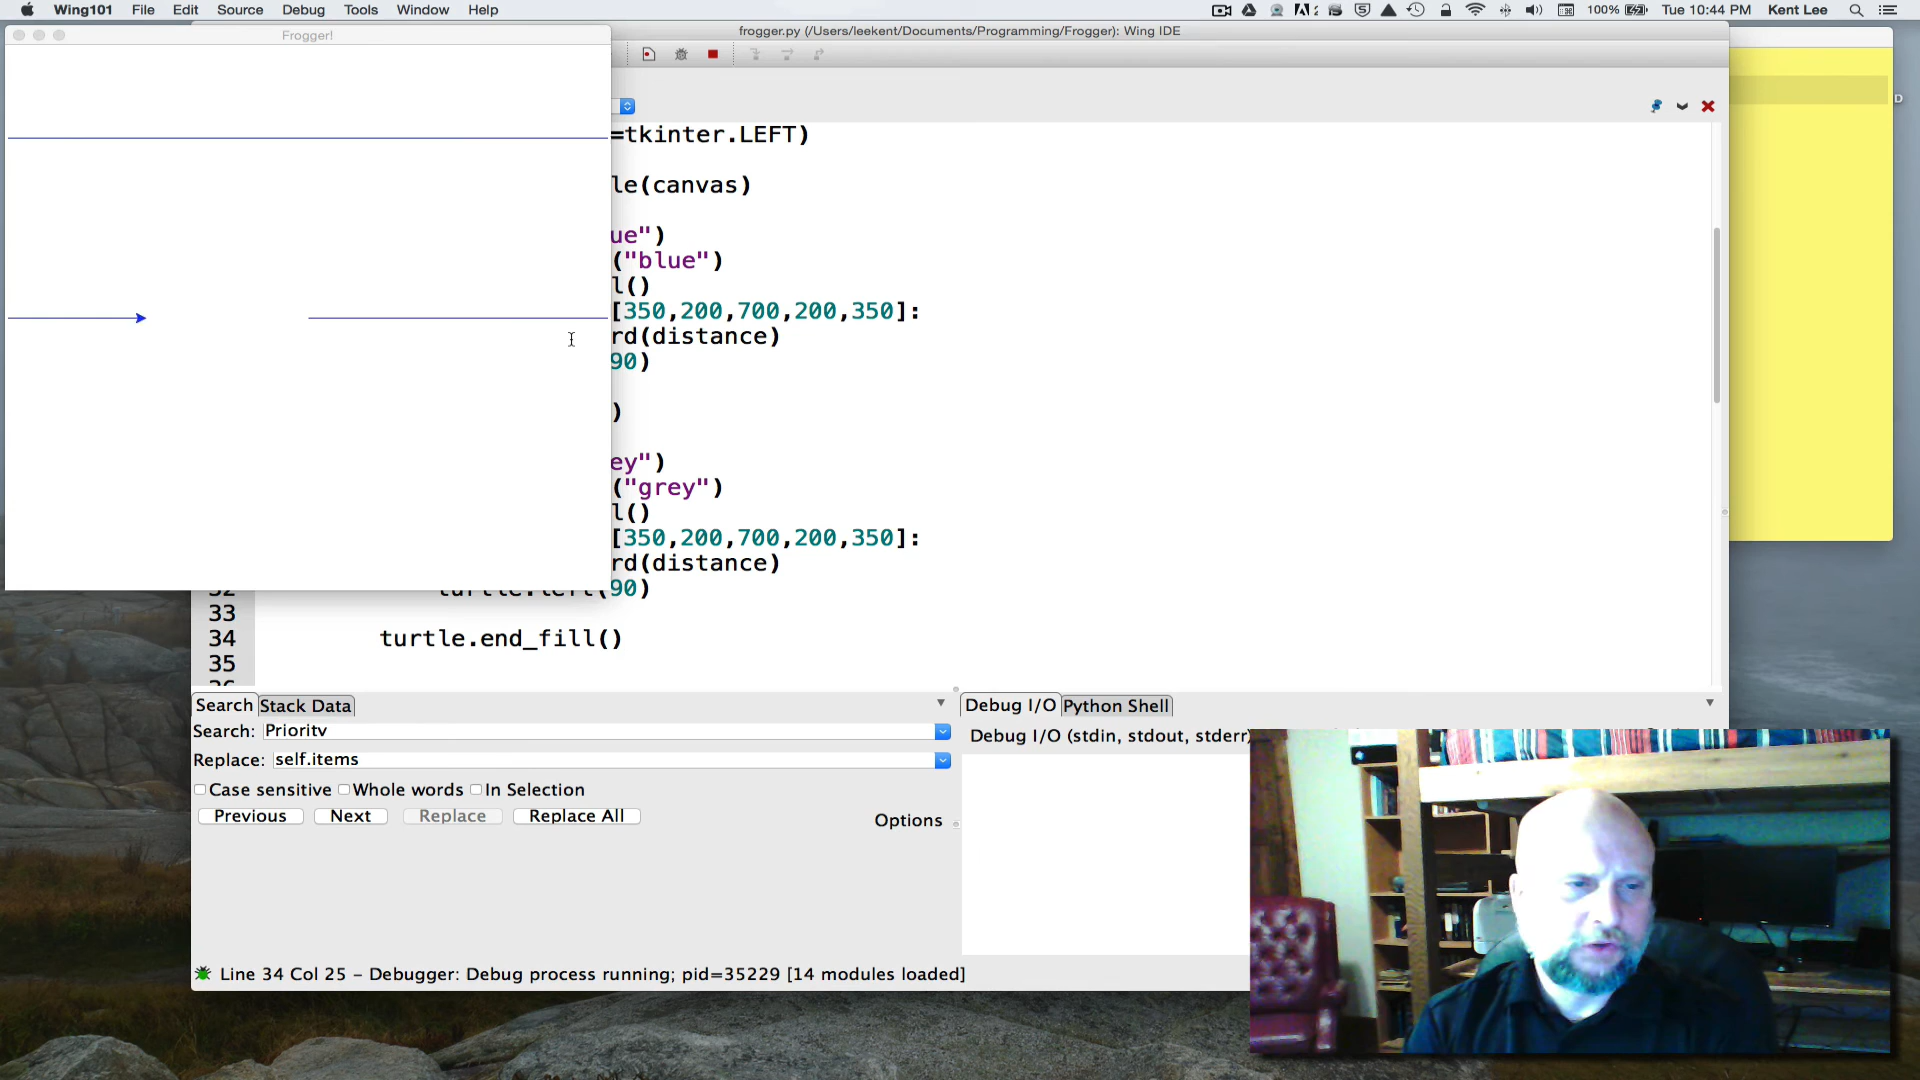 Wing101 File Edit Source Debug Tools Window Help
100% Tue 10:44 PM Kent Lee
Frogger!
frogger.py (/Users/leekent/Documents/Programming/Frogger): Wing IDE
=tkinter.LEFT)
le(canvas)
ue")
("blue")
l()
[350,200,700,200,350]:
rd(distance)
90)
)
ey")
("grey")
l()
[350,200,700,200,350]:
rd(distance)
32 turtle.left(90)
33
34 turtle.end_fill()
35
Search Stack Data
Search: Priority
Replace: self.items
Case sensitive Whole words In Selection
Previous Next Replace Replace All
Options
Debug I/O Python Shell
Debug I/O (stdin, stdout, stderr)
Line 34 Col 25 – Debugger: Debug process running; pid=35229 [14 modules loaded]
D